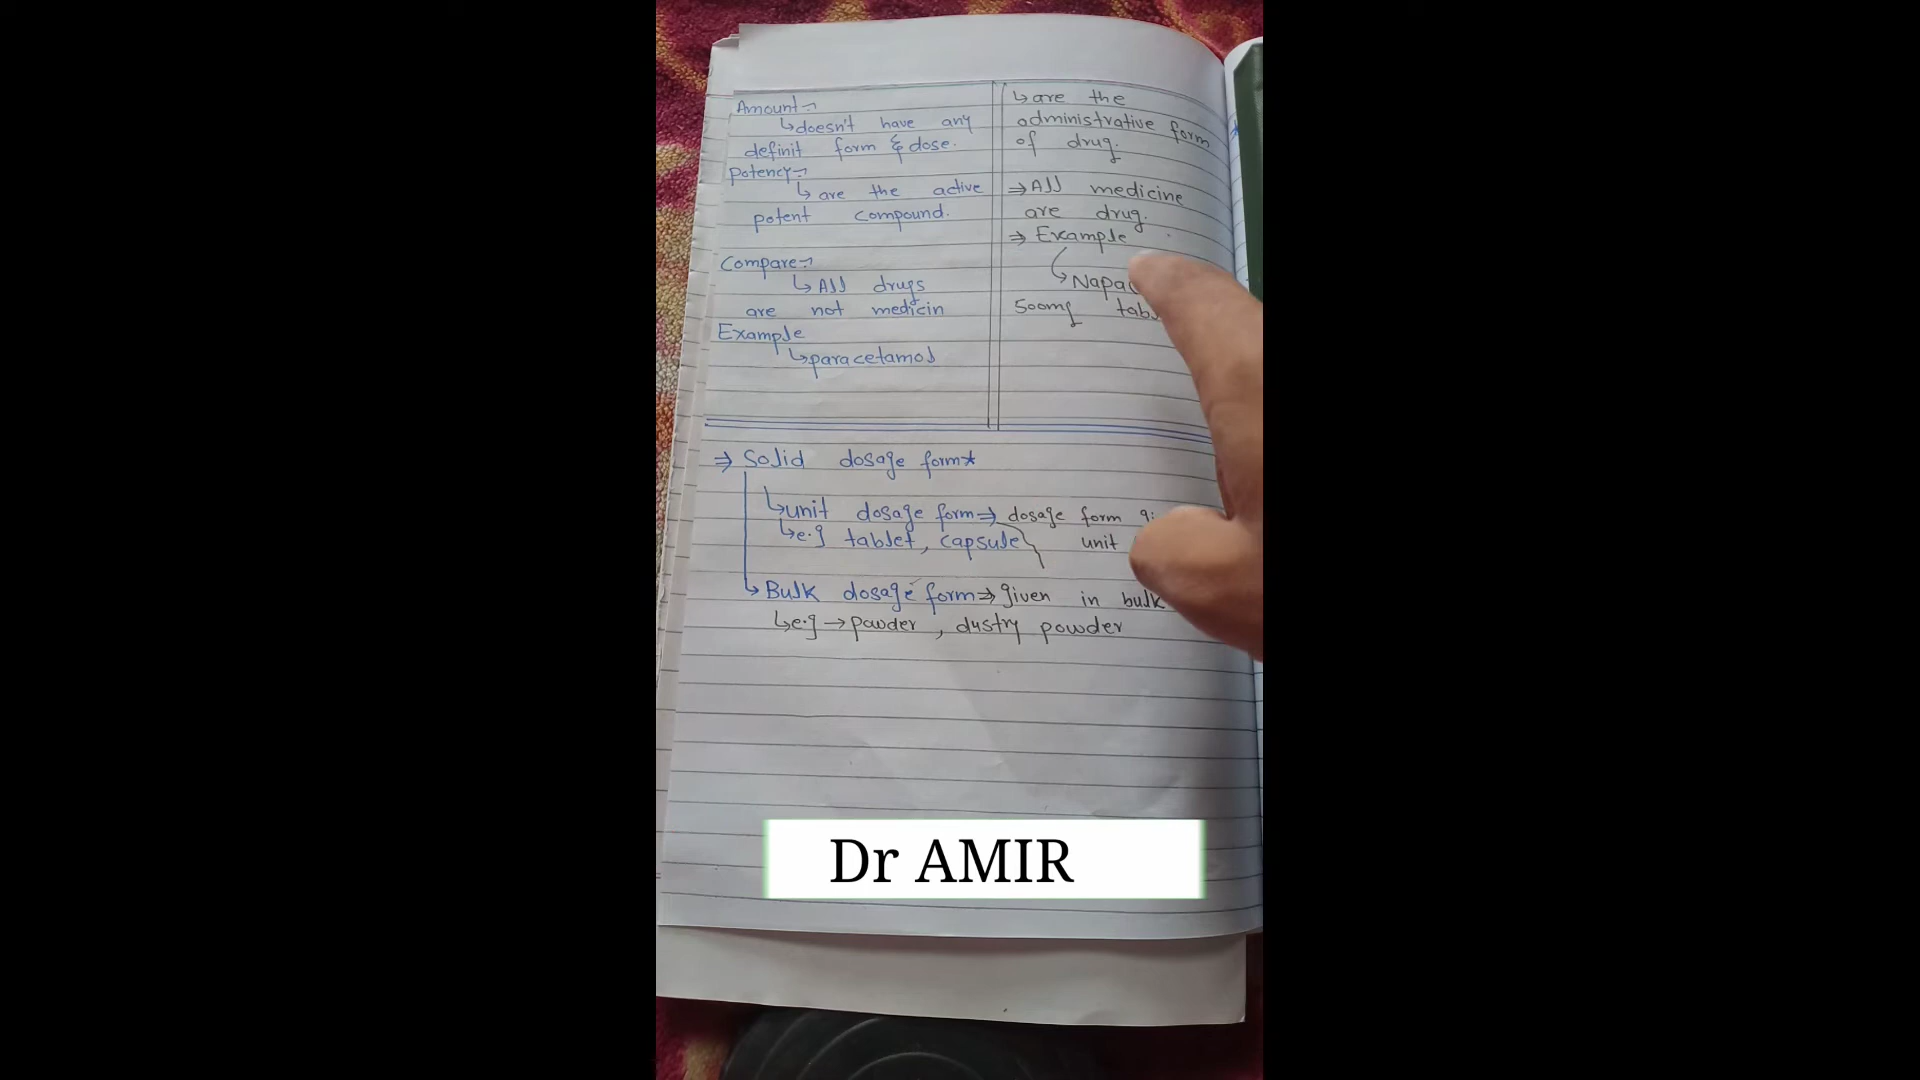 Amount:-
↳doesn't have any
definit form & dose.
Potency:-
↳ are the active
potent compound.
Compare:-
↳ All drugs
are not medicin
Example
↳paracetamol
↳are the
administrative form
of drug.
⇒ All medicine
are drug.
⇒ Example
500mg
⇒ Solid dosage form*
↳unit dosage form⇒ dosage form
↳e.g tablet, capsule unit
↳ Bulk dosage form⇒ given in bulk
↳e.g → powder, dustry powder
Dr AMIR